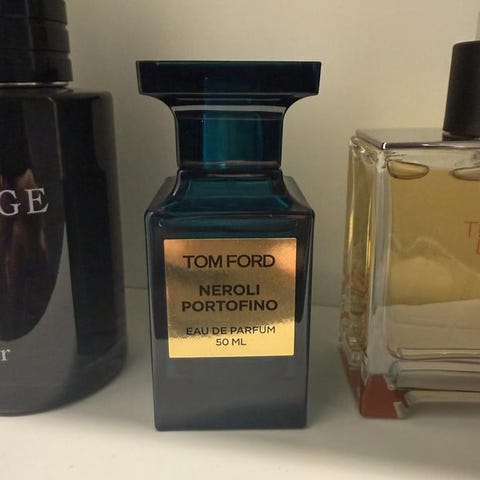 GE
r
TOM FORD
NEROLI
PORTOFINO
EAU DE PARFUM
50 ML
T